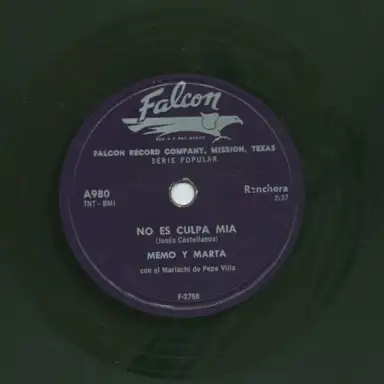 Falcon
FALCON RECORD COMPANY, MISSION, TEXAS
SERIE POPULAR
A980
TNT - BMI
Ranchera
2:37
NO ES CULPA MIA
(Jesús Castellanos)
MEMO Y MARTA
con el Mariachi de Pepe Villa
F-2768